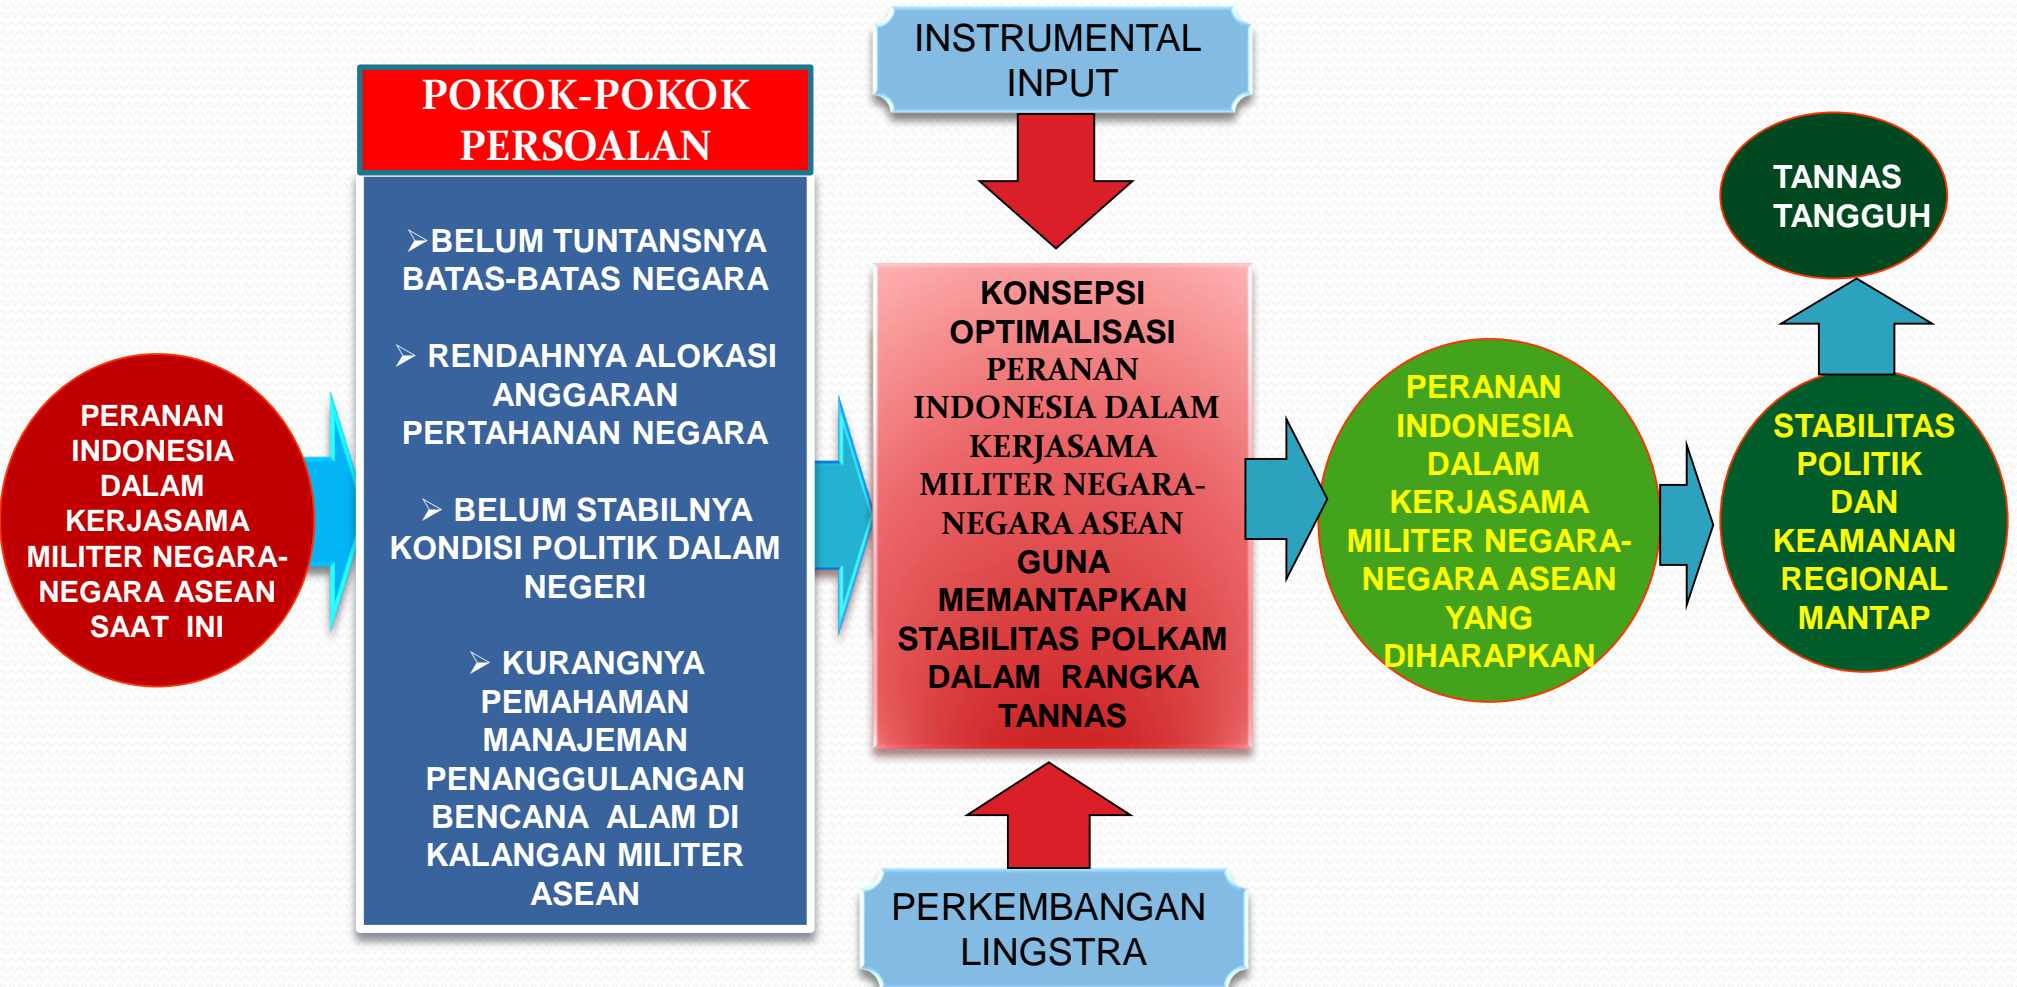 PERANAN
INDONESIA
DALAM
KERJASAMA
MILITER NEGARA-
NEGARA ASEAN
SAAT INI
POKOK-POKOK
PERSOALAN
➢BELUM TUNTANSNYA
BATAS-BATAS NEGARA
➢ RENDAHNYA ALOKASI
ANGGARAN
PERTAHANAN NEGARA
➢ BELUM STABILNYA
KONDISI POLITIK DALAM
NEGERI
➢ KURANGNYA
PEMAHAMAN
MANAJEMAN
PENANGGULANGAN
BENCANA ALAM DI
KALANGAN MILITER
ASEAN
INSTRUMENTAL
INPUT
KONSEPSI
OPTIMALISASI
PERANAN
INDONESIA DALAM
KERJASAMA
MILITER NEGARA-
NEGARA ASEAN
GUNA
MEMANTAPKAN
STABILITAS POLKAM
DALAM RANGKA
TANNAS
PERKEMBANGAN
LINGSTRA
PERANAN
INDONESIA
DALAM
KERJASAMA
MILITER NEGARA-
NEGARA ASEAN
YANG
DIHARAPKAN
STABILITAS
POLITIK
DAN
KEAMANAN
REGIONAL
MANTAP
TANNAS
TANGGUH